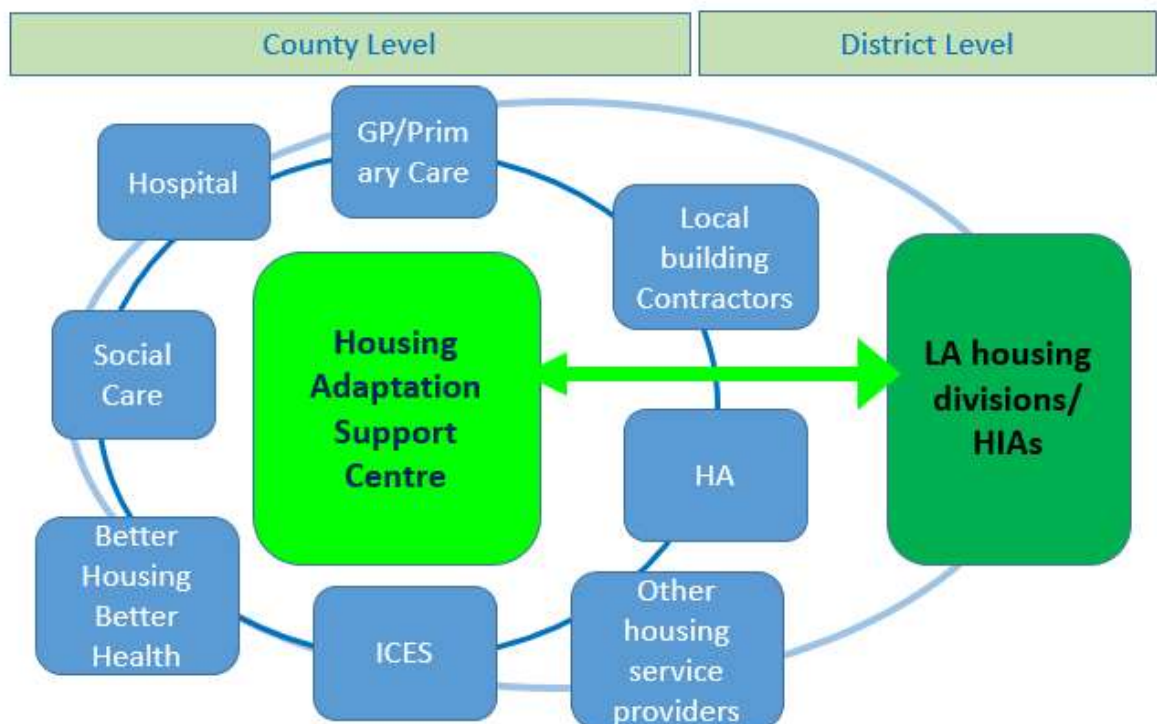 County Level
District Level
GP/Prim
ary Care
Hospital
Local
building
Contractors
Housing
Adaptation
Support
Centre
LA housing
divisions/
HIAs
Social
Care
HA
Better
Housing
Better
Health
ICES
Other
housing
service
providers